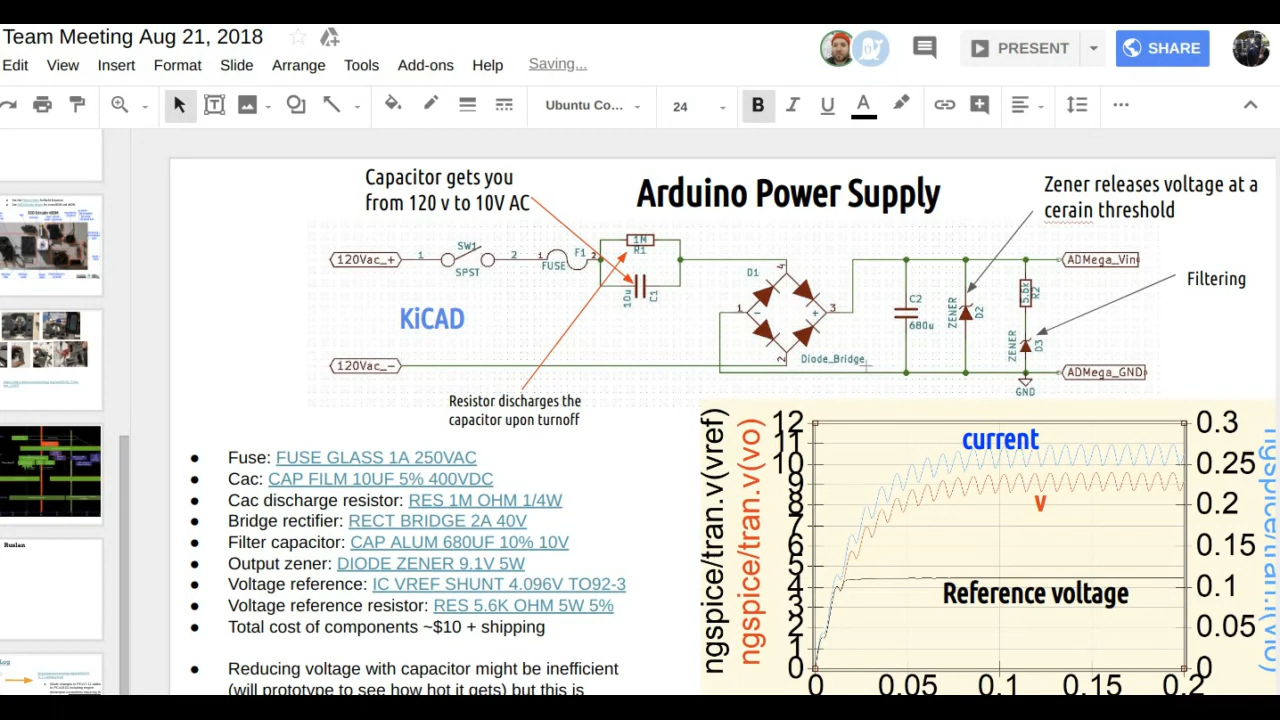 Team Meeting Aug 21, 2018
PRESENT
SHARE
Edit View Insert Format Slide Arrange Tools Add-ons Help Saving...
Ubuntu Co... 24 B I U A
Capacitor gets you
from 120 v to 10V AC
Arduino Power Supply
Zener releases voltage at a
cerain threshold
120Vac_+ 1 SW1 2 1 F1 2
SPST
FUSE
1M
R1
10u C1
D1
4
1
3
2
- +
Diode_Bridge
C2
680u
ZENER D2
5.6k R2
ZENER D3
GND
ADMega_Vin
ADMega_GND
Filtering
KiCAD
120Vac_-
Resistor discharges the
capacitor upon turnoff
Fuse: FUSE GLASS 1A 250VAC
Cac: CAP FILM 10UF 5% 400VDC
Cac discharge resistor: RES 1M OHM 1/4W
Bridge rectifier: RECT BRIDGE 2A 40V
Filter capacitor: CAP ALUM 680UF 10% 10V
Output zener: DIODE ZENER 9.1V 5W
Voltage reference: IC VREF SHUNT 4.096V TO92-3
Voltage reference resistor: RES 5.6K OHM 5W 5%
Total cost of components ~$10 + shipping
Reducing voltage with capacitor might be inefficient
(will prototype to see how hot it gets) but this is
ngspice/tran.v(vref)
ngspice/tran.v(vo)
12
11
10
9
8
7
6
5
4
3
2
1
0
current
v
Reference voltage
0.3
0.25
0.2
0.15
0.1
0.05
0
0 0.05 0.1 0.15 0.2
Ruslan